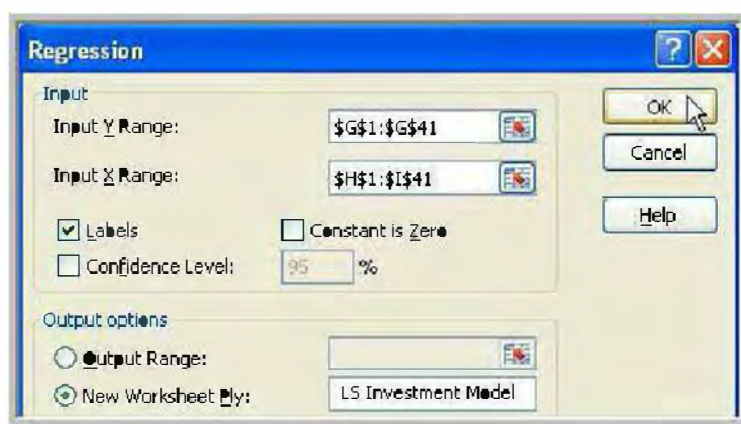 Regression
Input
Input Y Range: $G$1:$G$41
OK
Cancel
Input X Range: $H$1:$I$41
Help
Labels Constant is Zero
Confidence Level: 95 %
Output options
Output Range:
New Worksheet Ply: LS Investment Model